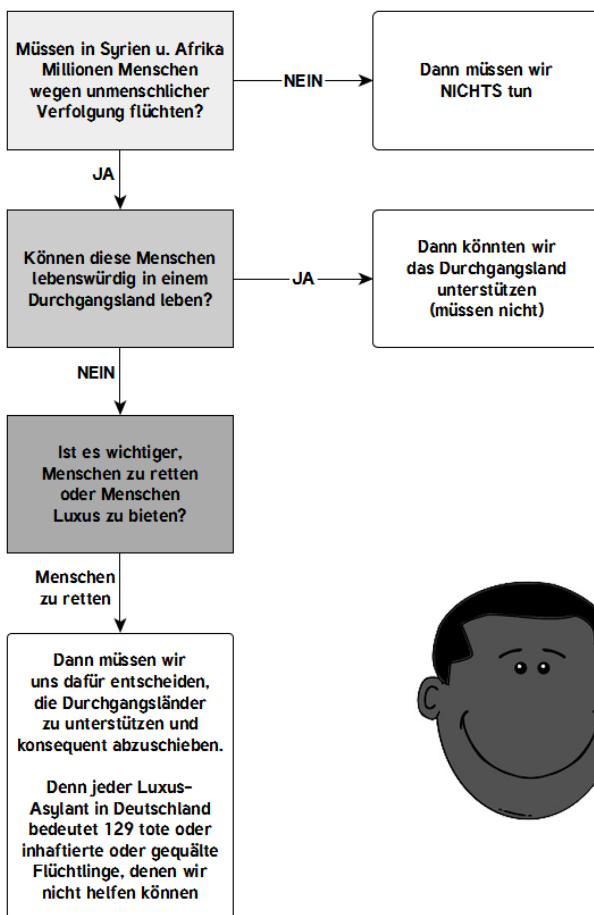 Müssen in Syrien u. Afrika
Millionen Menschen
wegen unmenschlicher
Verfolgung flüchten?
NEIN
Dann müssen wir
NICHTS tun
JA
Können diese Menschen
lebenswürdig in einem
Durchgangsland leben?
JA
Dann könnten wir
das Durchgangsland
unterstützen
(müssen nicht)
NEIN
Ist es wichtiger,
Menschen zu retten
oder Menschen
Luxus zu bieten?
Menschen
zu retten
Dann müssen wir
uns dafür entscheiden,
die Durchgangsländer
zu unterstützen und
konsequent abzuschieben.
Denn jeder Luxus-
Asylant in Deutschland
bedeutet 129 tote oder
inhaftierte oder gequälte
Flüchtlinge, denen wir
nicht helfen können